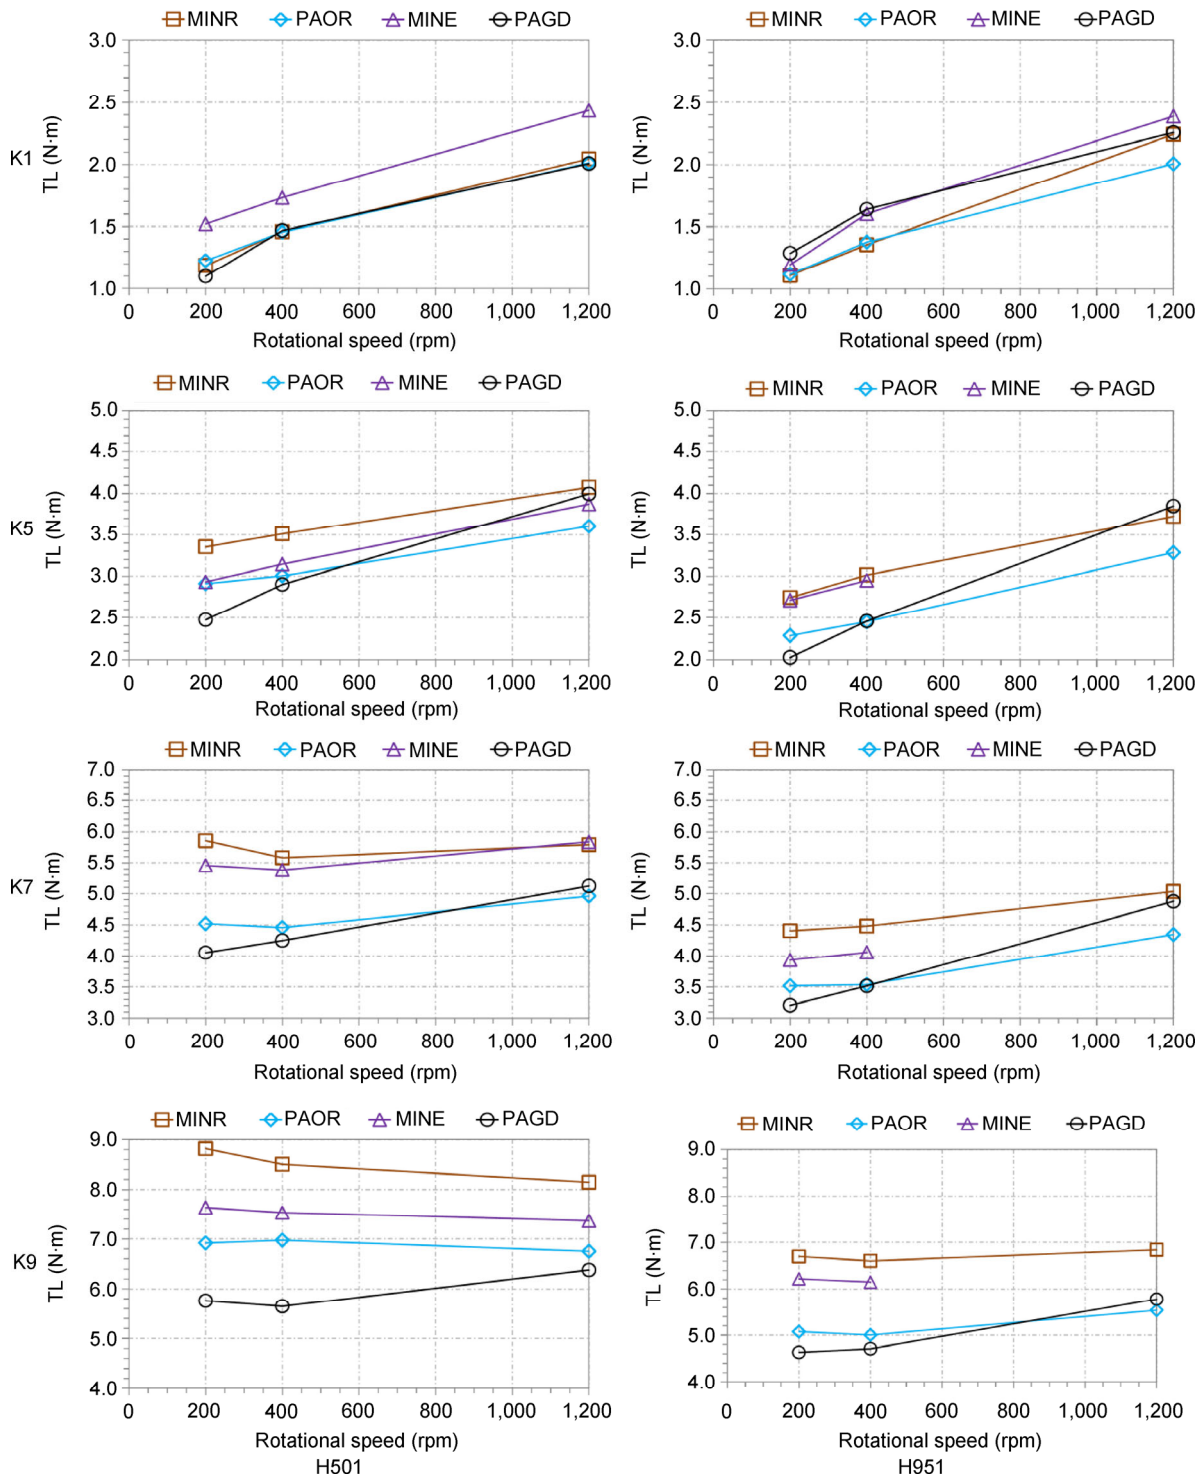 MINR PAOR MINE PAGD
3.0
2.5
2.0
1.5
1.0
0 200 400 600 800 1,000 1,200
K1
TL (N·m)
Rotational speed (rpm)
MINR PAOR MINE PAGD
3.0
2.5
2.0
1.5
1.0
0 200 400 600 800 1,000 1,200
TL (N·m)
Rotational speed (rpm)
MINR PAOR MINE PAGD
5.0
4.5
4.0
3.5
3.0
2.5
2.0
0 200 400 600 800 1,000 1,200
K5
TL (N·m)
Rotational speed (rpm)
MINR PAOR MINE PAGD
5.0
4.5
4.0
3.5
3.0
2.5
2.0
0 200 400 600 800 1,000 1,200
TL (N·m)
Rotational speed (rpm)
MINR PAOR MINE PAGD
7.0
6.5
6.0
5.5
5.0
4.5
4.0
3.5
3.0
0 200 400 600 800 1,000 1,200
K7
TL (N·m)
Rotational speed (rpm)
MINR PAOR MINE PAGD
7.0
6.5
6.0
5.5
5.0
4.5
4.0
3.5
3.0
0 200 400 600 800 1,000 1,200
TL (N·m)
Rotational speed (rpm)
MINR PAOR MINE PAGD
9.0
8.0
7.0
6.0
5.0
4.0
0 200 400 600 800 1,000 1,200
K9
TL (N·m)
Rotational speed (rpm)
H501
MINR PAOR MINE PAGD
9.0
8.0
7.0
6.0
5.0
4.0
0 200 400 600 800 1,000 1,200
TL (N·m)
Rotational speed (rpm)
H951